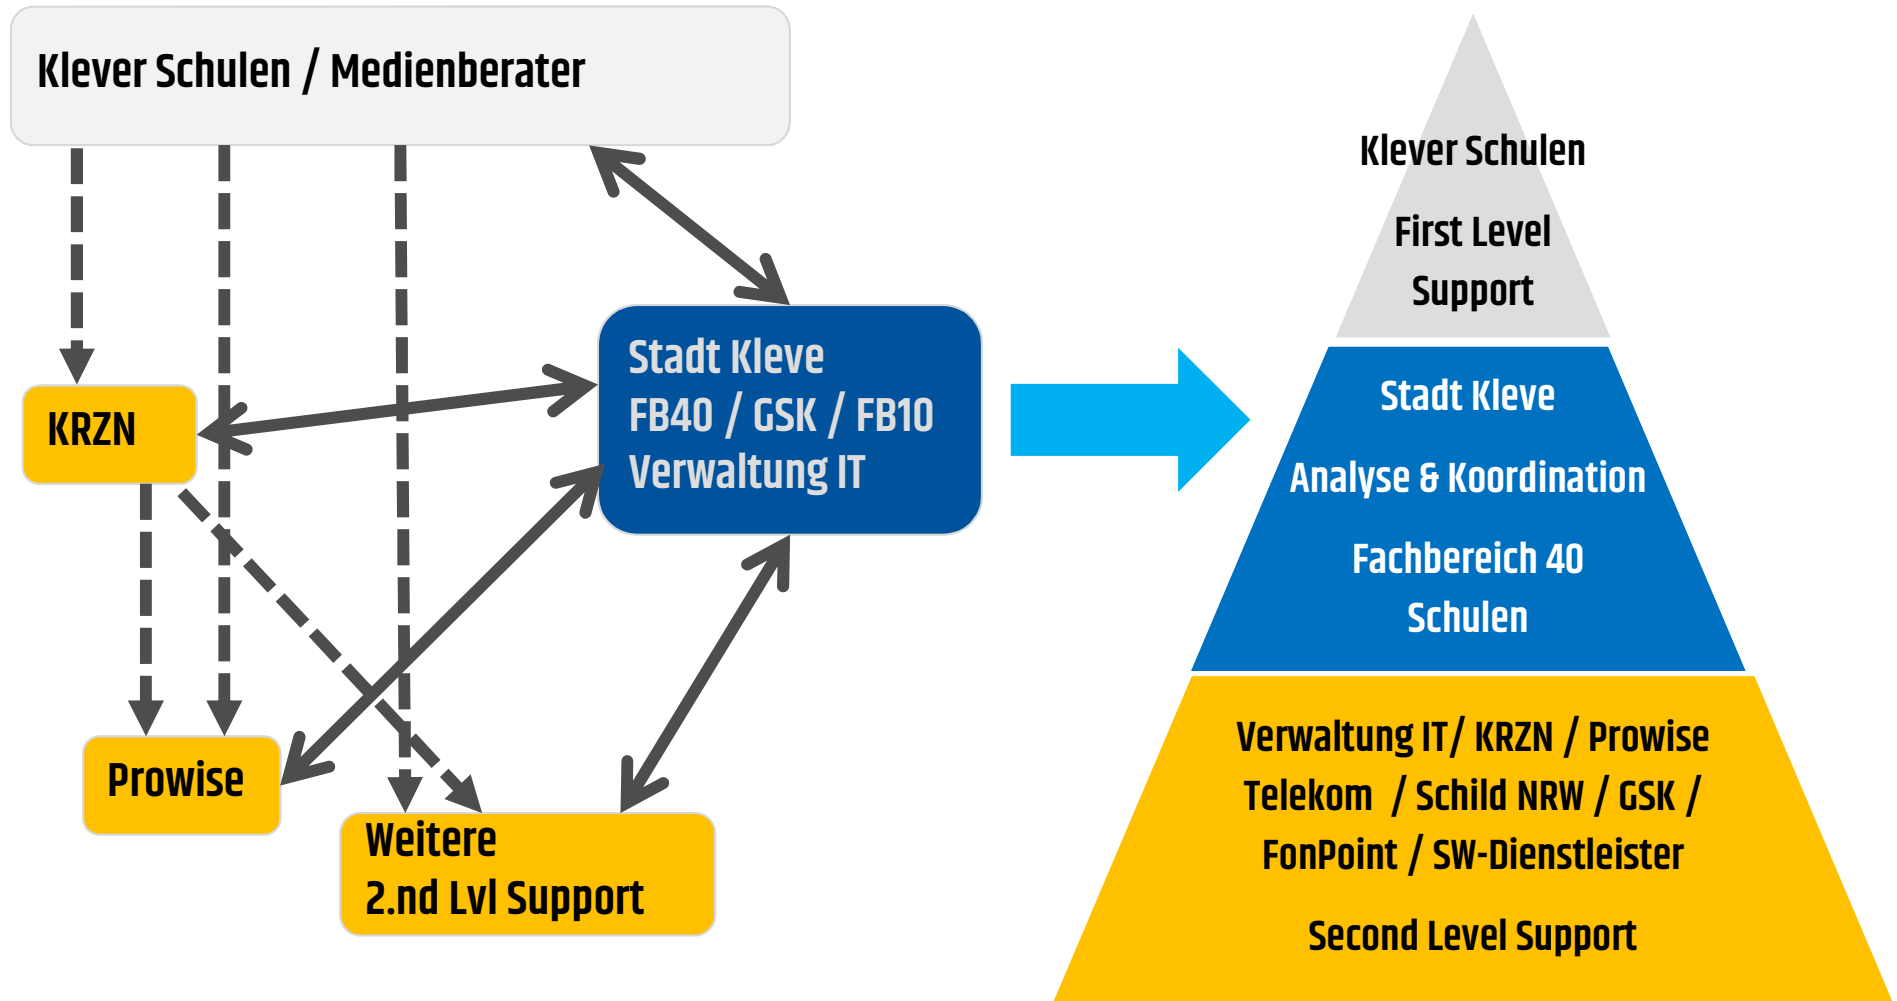 Klever Schulen / Medienberater
KRZN
Stadt Kleve
FB40 / GSK / FB10
Verwaltung IT
Prowise
Weitere
2.nd Lvl Support
Klever Schulen
First Level
Support
Stadt Kleve
Analyse & Koordination
Fachbereich 40
Schulen
Verwaltung IT/ KRZN / Prowise
Telekom / Schild NRW / GSK /
FonPoint / SW-Dienstleister
Second Level Support